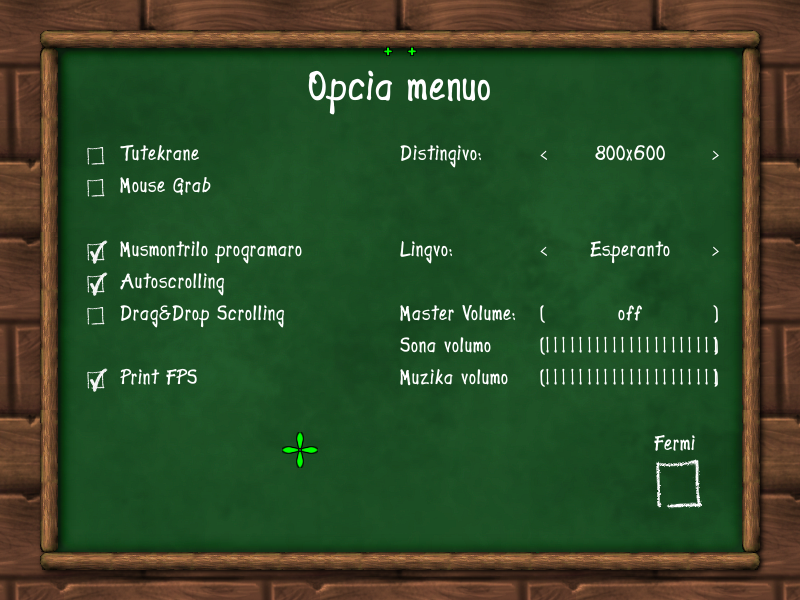 Opcia menuo
Tutekrane
Distingivo: < 800x600 >
Mouse Grab
Musmontrilo programaro
Lingvo: < Esperanto >
Autoscrolling
Drag&Drop Scrolling
Master Volume: ( off )
Sona volumo
Print FPS
Muzika volumo
Fermi